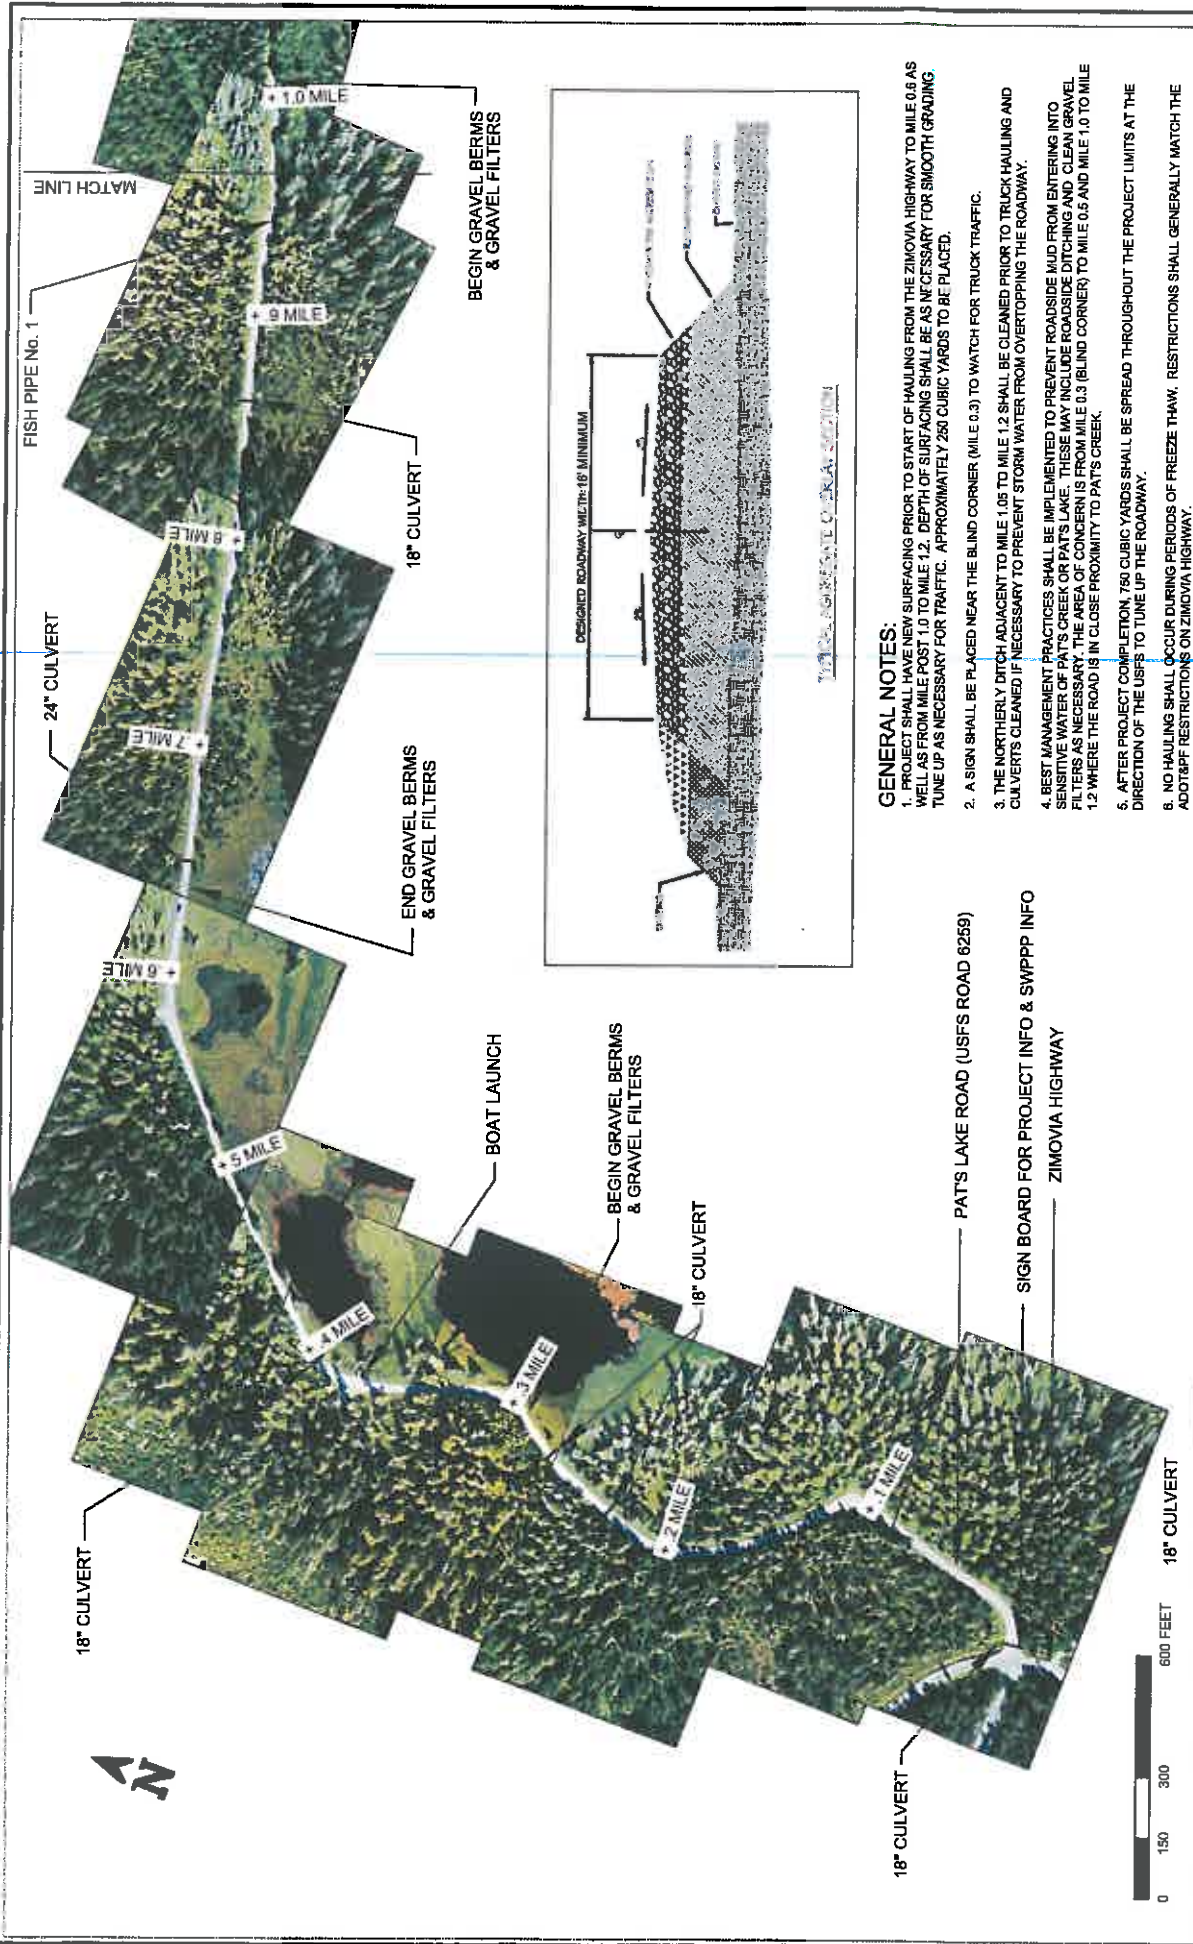 FISH PIPE No. 1
MATCH LINE
24" CULVERT
+ 1.0 MILE
+ .9 MILE
+ .8 MILE
+ .7 MILE
+ .6 MILE
+ .5 MILE
+ .4 MILE
+ .3 MILE
+ .2 MILE
+ .1 MILE
BEGIN GRAVEL BERMS
& GRAVEL FILTERS
18" CULVERT
END GRAVEL BERMS
& GRAVEL FILTERS
18" CULVERT
BOAT LAUNCH
BEGIN GRAVEL BERMS
& GRAVEL FILTERS
18" CULVERT
PAT'S LAKE ROAD (USFS ROAD 6259)
SIGN BOARD FOR PROJECT INFO & SWPPP INFO
ZIMOVIA HIGHWAY
18" CULVERT
18" CULVERT
N
0 150 300 600 FEET
DESIGNED ROADWAY WIDTH: 16' MINIMUM
GENERAL NOTES:
1. PROJECT SHALL HAVE NEW SURFACING PRIOR TO START OF HAULING FROM THE ZIMOVIA HIGHWAY TO MILE 0.6 AS
WELL AS FROM MILE POST 1.0 TO MILE 1.2. DEPTH OF SURFACING SHALL BE AS NECESSARY FOR SMOOTH GRADING,
TUNE UP AS NECESSARY FOR TRAFFIC. APPROXIMATELY 250 CUBIC YARDS TO BE PLACED.
2. A SIGN SHALL BE PLACED NEAR THE BLIND CORNER (MILE 0.3) TO WATCH FOR TRUCK TRAFFIC.
3. THE NORTHERLY DITCH ADJACENT TO MILE 1.05 TO MILE 1.2 SHALL BE CLEANED PRIOR TO TRUCK HAULING AND
CULVERTS CLEANED IF NECESSARY TO PREVENT STORM WATER FROM OVERTOPPING THE ROADWAY.
4. BEST MANAGEMENT PRACTICES SHALL BE IMPLEMENTED TO PREVENT ROADSIDE MUD FROM ENTERING INTO
SENSITIVE WATER OF PAT'S CREEK OR PAT'S LAKE. THESE MAY INCLUDE ROADSIDE DITCHING AND CLEAN GRAVEL
FILTERS AS NECESSARY. THE AREA OF CONCERN IS FROM MILE 0.3 (BLIND CORNER) TO MILE 0.5 AND MILE 1.0 TO MILE
1.2 WHERE THE ROAD IS IN CLOSE PROXIMITY TO PAT'S CREEK.
5. AFTER PROJECT COMPLETION, 750 CUBIC YARDS SHALL BE SPREAD THROUGHOUT THE PROJECT LIMITS AT THE
DIRECTION OF THE USFS TO TUNE UP THE ROADWAY.
6. NO HAULING SHALL OCCUR DURING PERIODS OF FREEZE THAW. RESTRICTIONS SHALL GENERALLY MATCH THE
ADOT&PF RESTRICTIONS ON ZIMOVIA HIGHWAY.